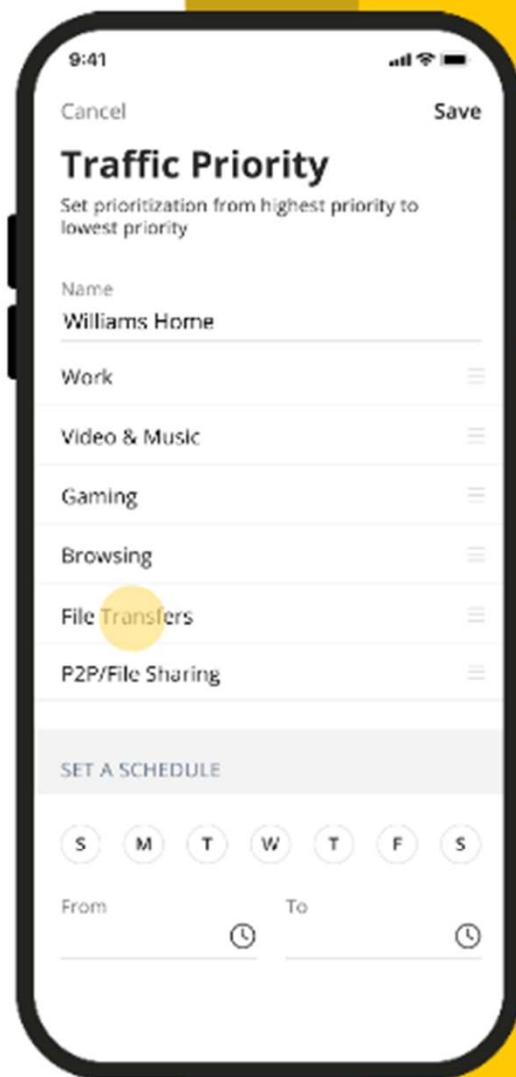 9:41
Cancel Save
Traffic Priority
Set prioritization from highest priority to
lowest priority
Name
Williams Home
Work
Video & Music
Gaming
Browsing
File Transfers
P2P/File Sharing
SET A SCHEDULE
S M T W T F S
From To